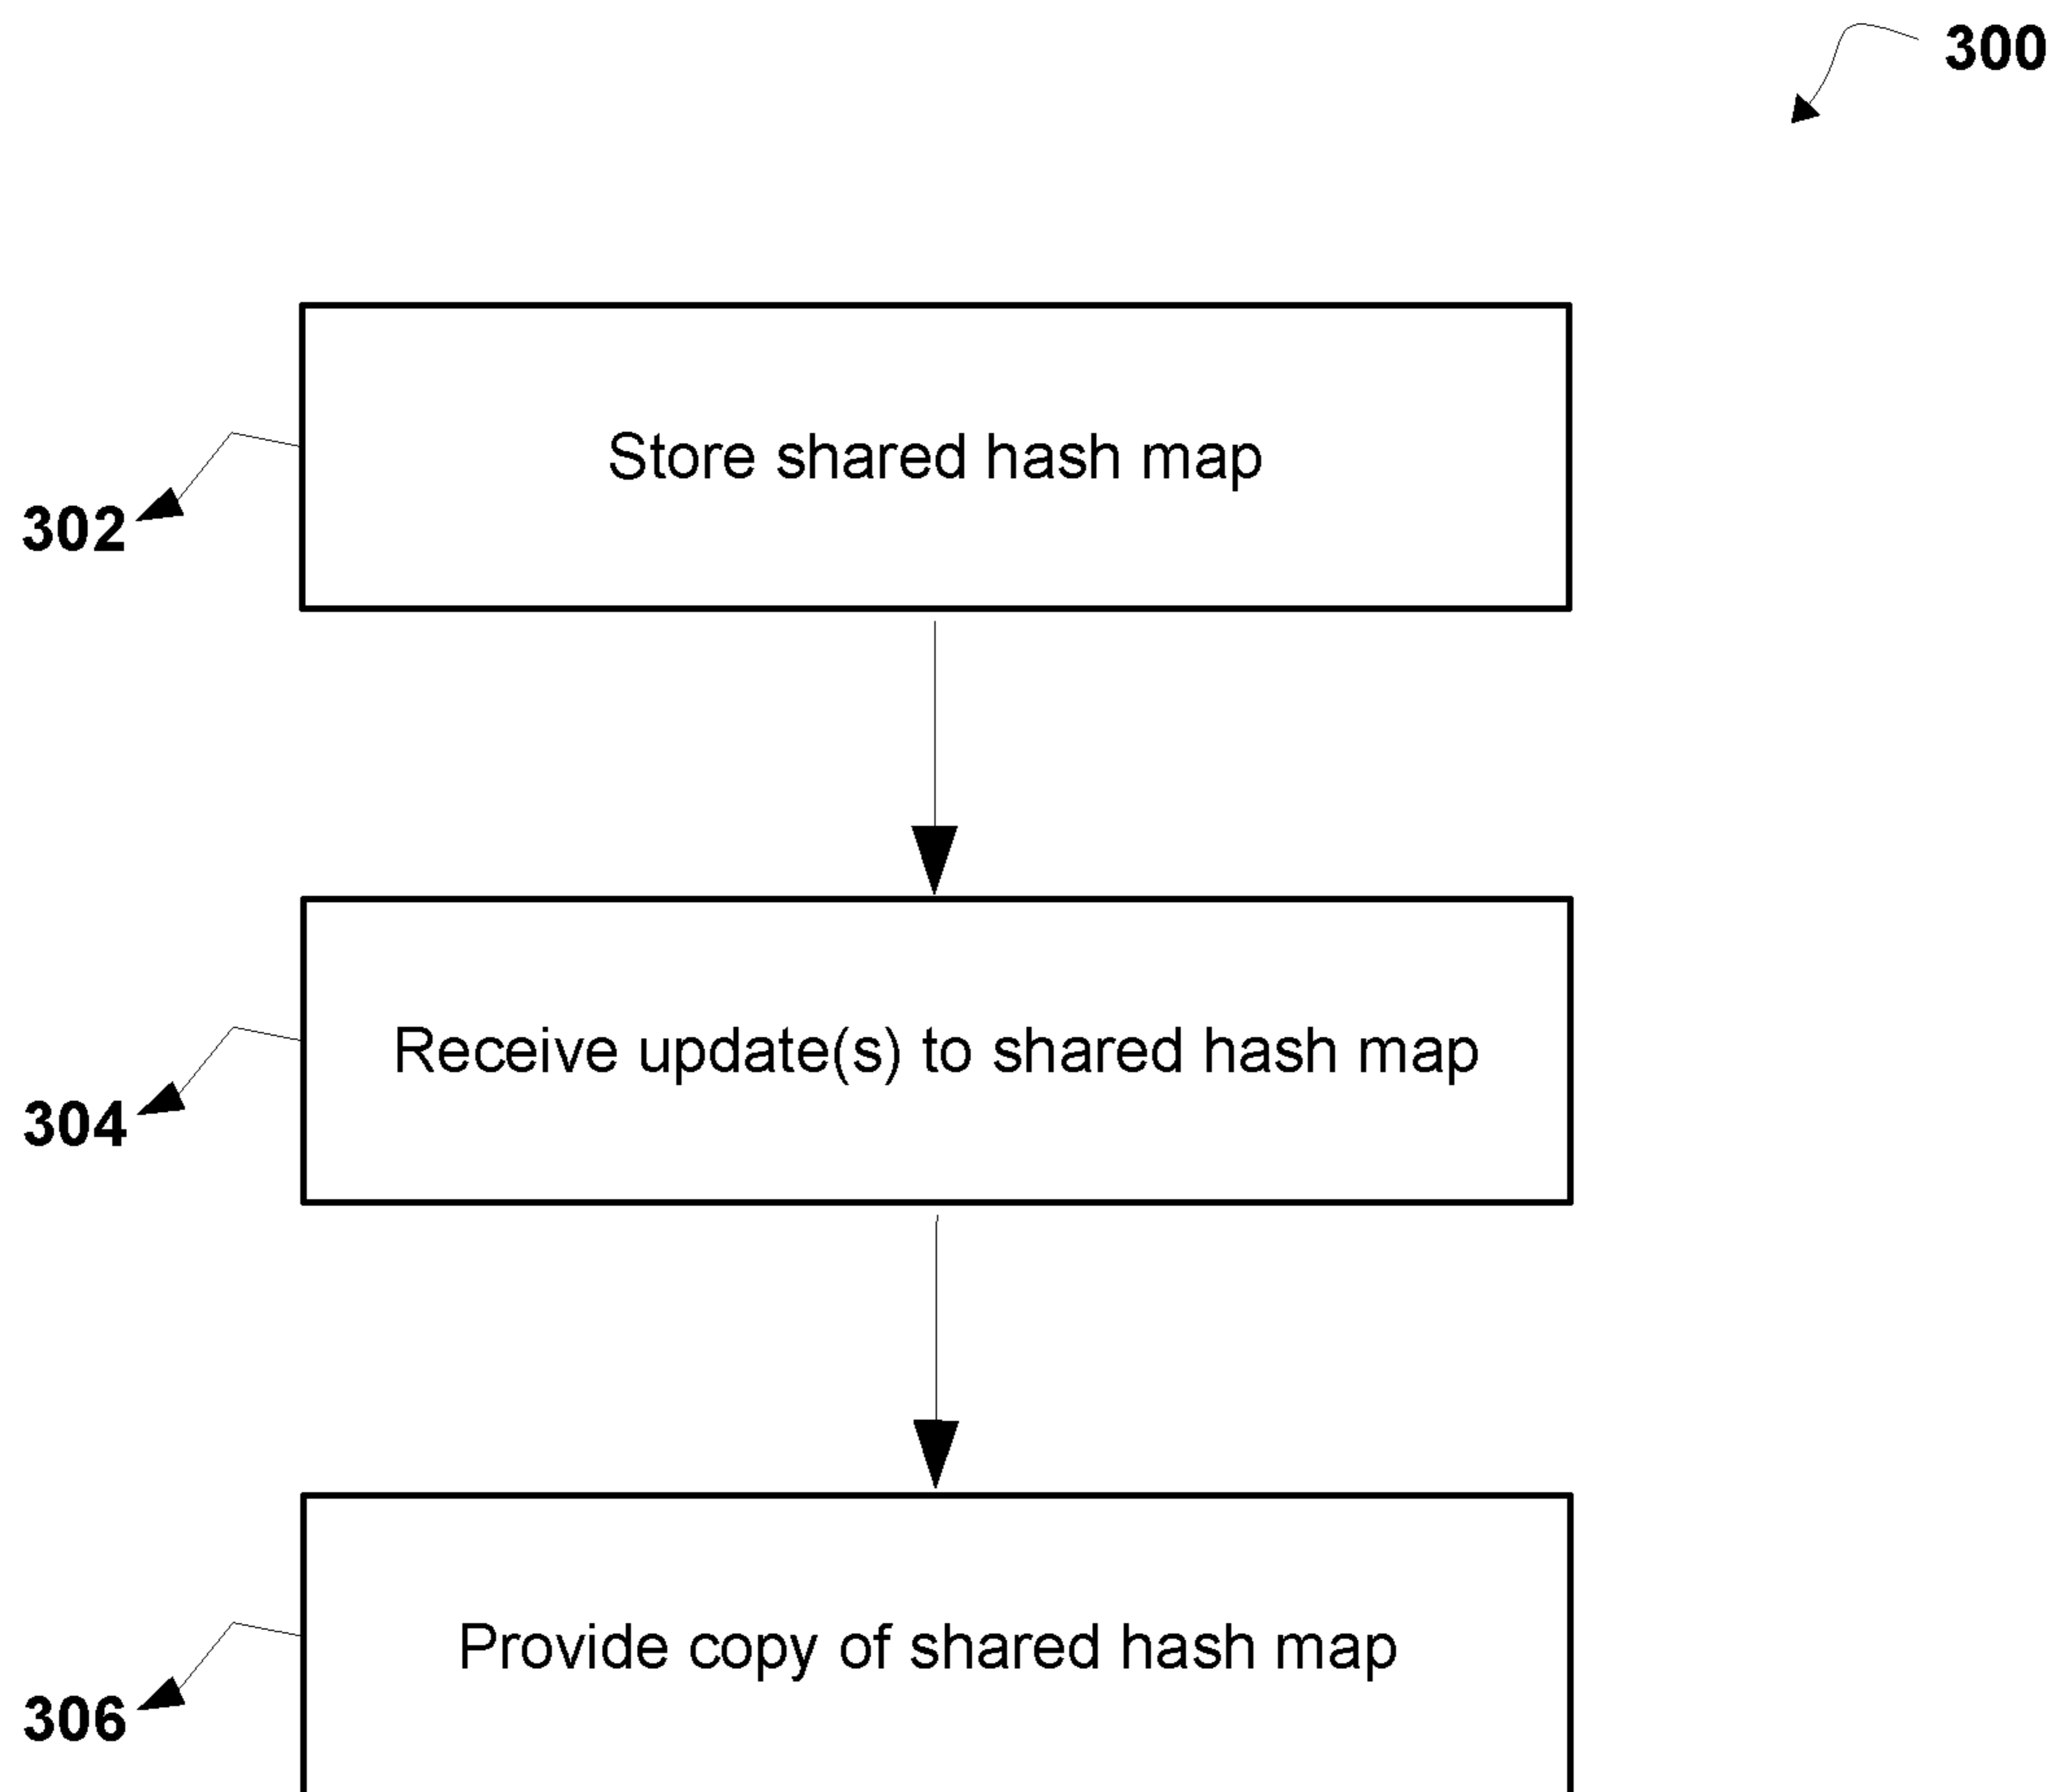 300
Store shared hash map
302
Receive update(s) to shared hash map
304
Provide copy of shared hash map
306